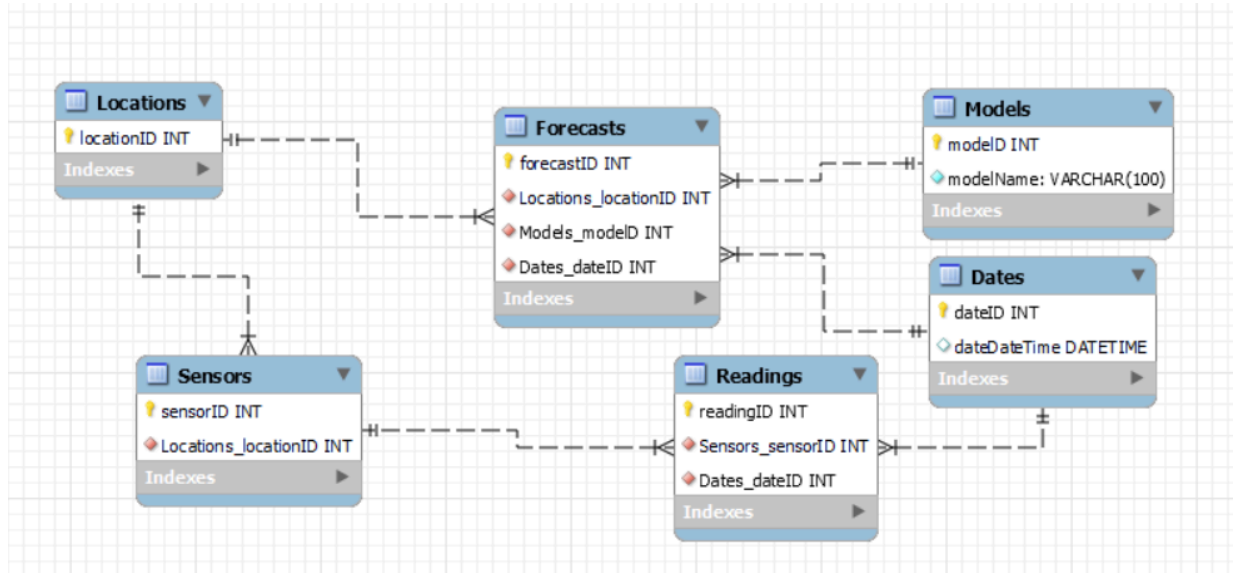 Locations
locationID INT
Indexes
Forecasts
forecastID INT
Locations_locationID INT
Models_modelD INT
Dates_dateID INT
Indexes
Models
modelD INT
modelName: VARCHAR(100)
Indexes
Dates
dateID INT
dateDateTime DATETIME
Indexes
Sensors
sensorID INT
Locations_locationID INT
Indexes
Readings
readingID INT
Sensors_sensorID INT
Dates_dateID INT
Indexes